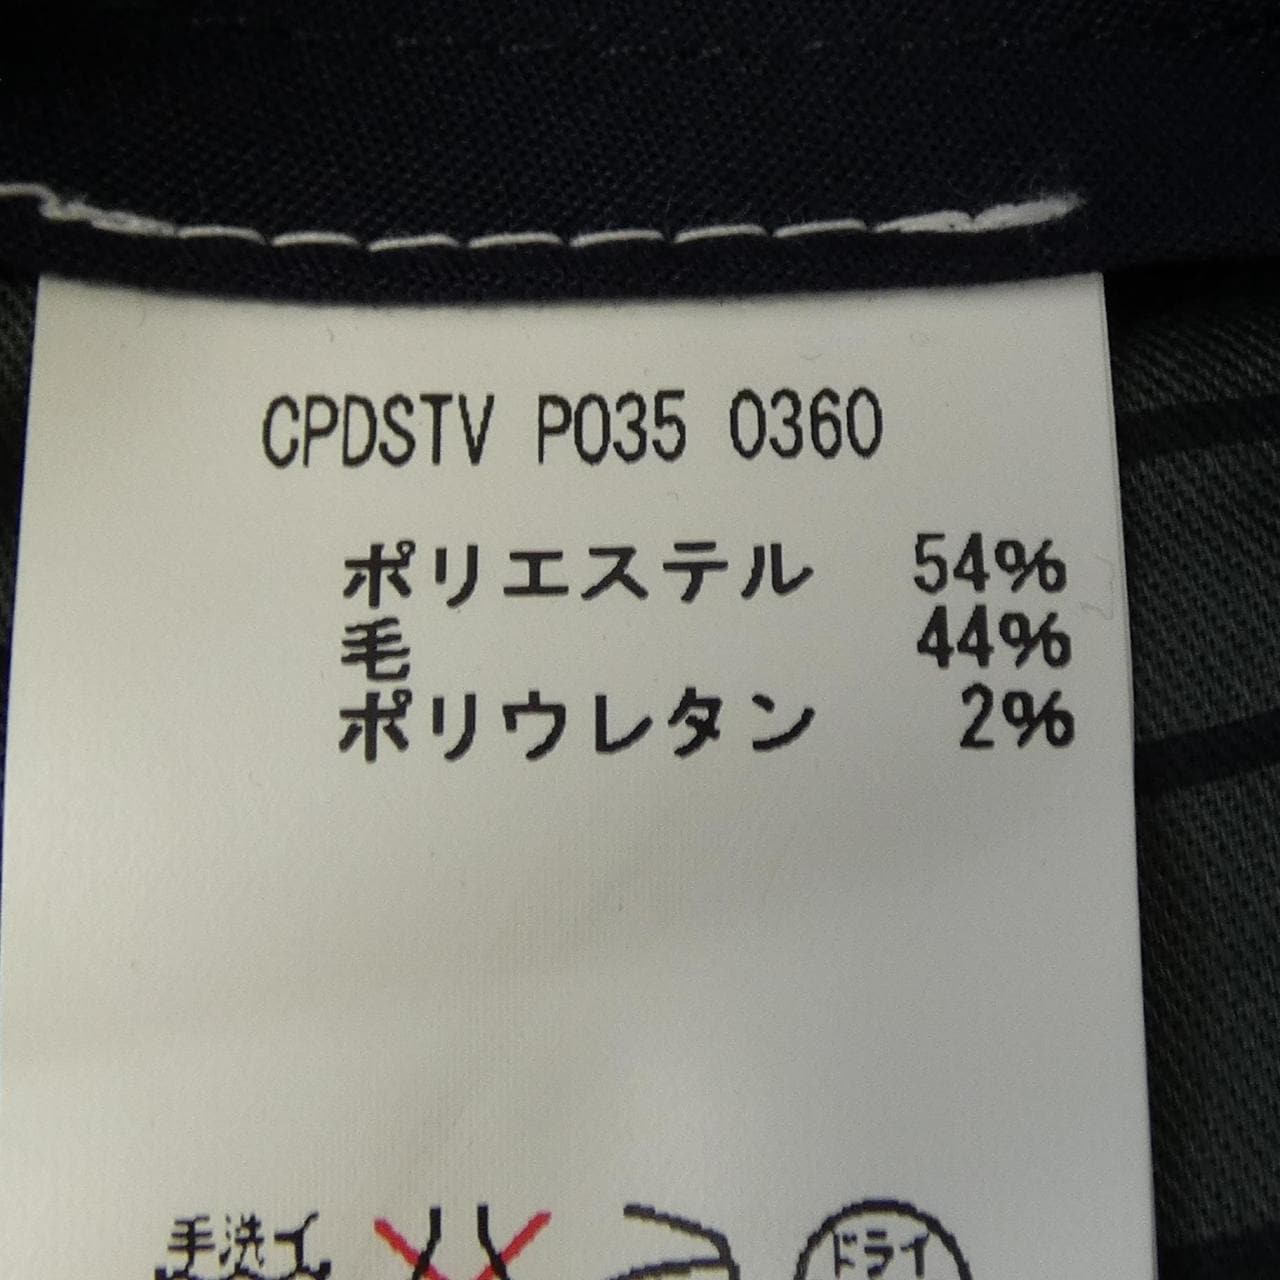 CPDSTV P035 0360
ポリエステル 54%
毛 44%
ポリウレタン 2%
手洗イ
ドライ